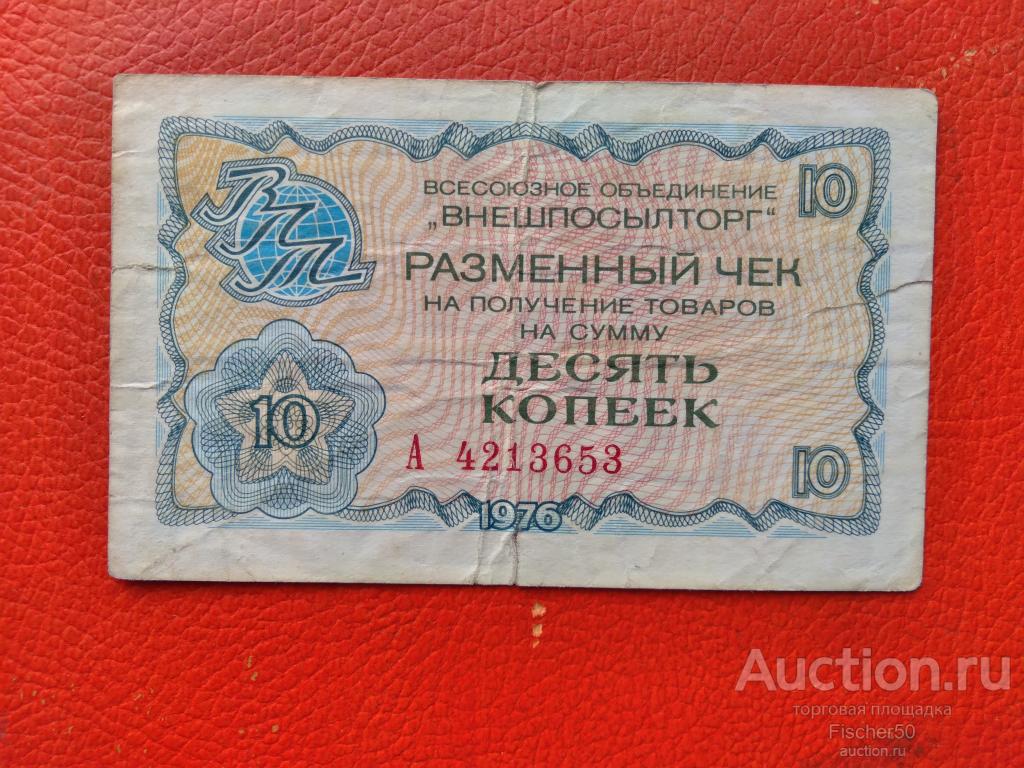 ВПТ
ВСЕСОЮЗНОЕ ОБЪЕДИНЕНИЕ
10
„ВНЕШПОСЫЛТОРГ“
РАЗМЕННЫЙ ЧЕК
НА ПОЛУЧЕНИЕ ТОВАРОВ
НА СУММУ
ДЕСЯТЬ
КОПЕЕК
10
А 4213653
10
1976
Auction.ru
торговая площадка
Fischer50
auction.ru